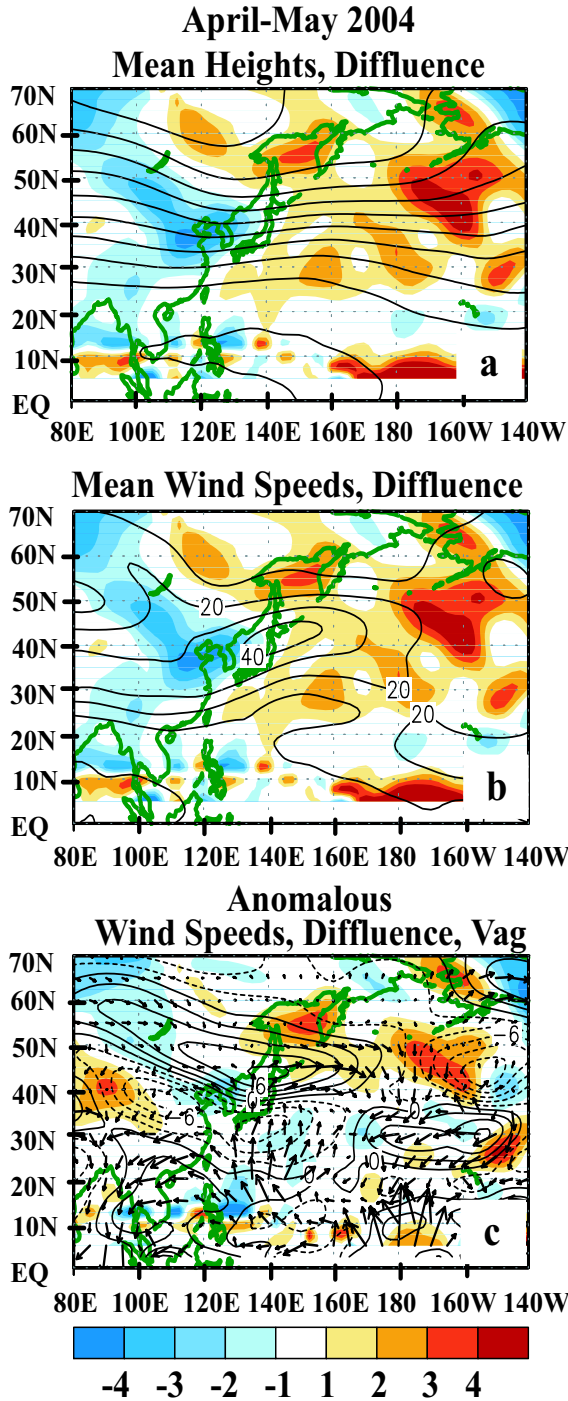 April-May 2004
Mean Heights, Diffluence
70N
60N
50N
40N
30N
20N
10N
EQ
a
80E 100E 120E 140E 160E 180 160W 140W
Mean Wind Speeds, Diffluence
70N
60N
50N
40N
30N
20N
10N
EQ
20
40
20
20
b
80E 100E 120E 140E 160E 180 160W 140W
Anomalous
Wind Speeds, Diffluence, Vag
70N
60N
50N
40N
30N
20N
10N
EQ
6
6
0
6
0
0
0
c
80E 100E 120E 140E 160E 180 160W 140W
-4 -3 -2 -1 1 2 3 4